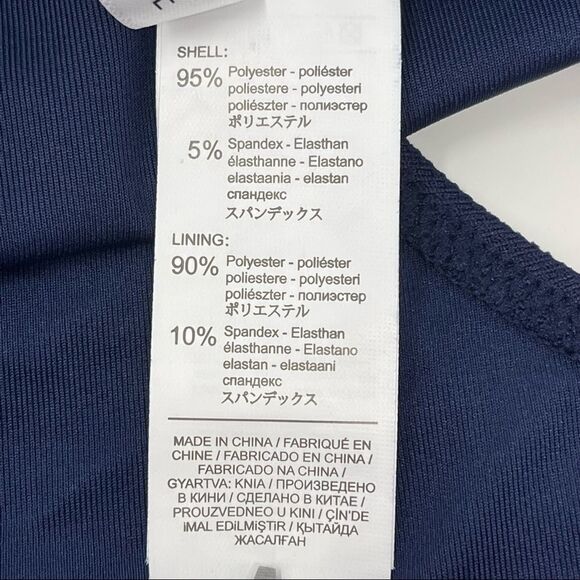 SHELL:
95% Polyester - poliéster
poliestere - polyesteri
poliészter - полиэстер
ポリエステル
5% Spandex - Elasthan
élasthanne - Elastano
elastaania - elastan
спандекс
スパンデックス
LINING:
90% Polyester - poliéster
poliestere - polyesteri
poliészter - полиэстер
ポリエステル
10% Spandex - Elasthan
élasthanne - Elastano
elastan - elastaani
спандекс
スパンデックス
MADE IN CHINA / FABRIQUÉ EN
CHINE / FABRICADO EN CHINA /
FABRICADO NA CHINA /
GYARTVA: KNIA / ПРОИЗВЕДЕНО
В КИНИ / СДЕЛАНО В КИТАЕ /
PROUZVEDNEO U KINI / ÇİN'DE
iMAL EDiLMiŞTiR / ҚЫТАЙДА
ЖАСАЛҒАН